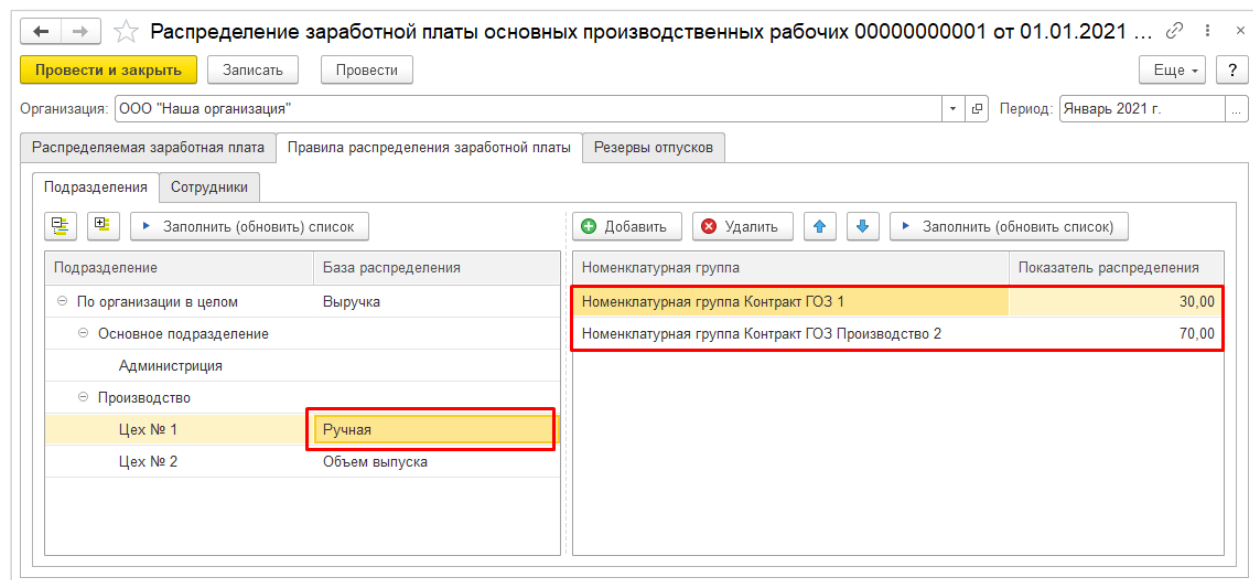 Распределение заработной платы основных производственных рабочих 00000000001 от 01.01.2021 ...
Провести и закрыть Записать Провести Еще ?
Организация: ООО "Наша организация" Период: Январь 2021 г. ...
Распределяемая заработная плата Правила распределения заработной платы Резервы отпусков
Подразделения Сотрудники
Заполнить (обновить) список Добавить Удалить Заполнить (обновить список)
Подразделение База распределения Номенклатурная группа Показатель распределения
По организации в целом Выручка Номенклатурная группа Контракт ГОЗ 1 30,00
Основное подразделение Номенклатурная группа Контракт ГОЗ Производство 2 70,00
Администриция
Производство
Цех № 1 Ручная
Цех № 2 Объем выпуска